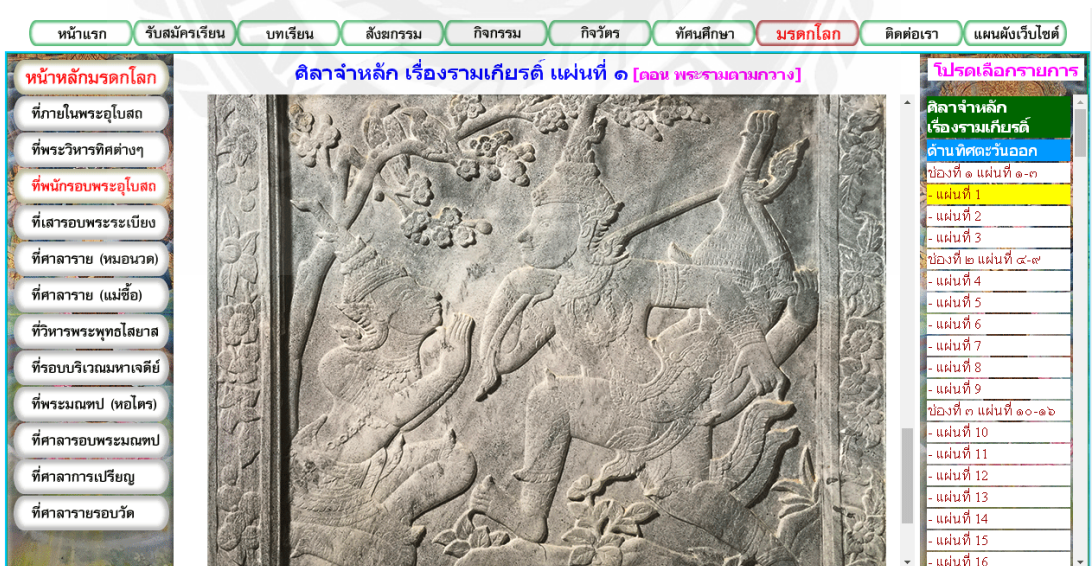 หน้าแรก
รับสมัครเรียน
บทเรียน
สังฆกรรม
กิจกรรม
กิจวัตร
ทัศนศึกษา
มรดกโลก
ติดต่อเรา
แผนผังเว็บไซต์
หน้าหลักมรดกโลก
ที่ภายในพระอุโบสถ
ที่พระวิหารทิศต่างๆ
ที่พนักรอบพระอุโบสถ
ที่เสารอบพระระเบียง
ที่ศาลาราย (หมอนวด)
ที่ศาลาราย (แม่ซื้อ)
ที่วิหารพระพุทธไสยาส
ที่รอบบริเวณมหาเจดีย์
ที่พระมณฑป (หอไตร)
ที่ศาลารอบพระมณฑป
ที่ศาลาการเปรียญ
ที่ศาลารายรอบวัด
ศิลาจำหลัก เรื่องรามเกียรติ์ แผ่นที่ ๑ [ตอน พระรามตามกวาง]
โปรดเลือกรายการ
ศิลาจำหลัก
เรื่องรามเกียรติ์
ด้านทิศตะวันออก
ช่องที่ ๑ แผ่นที่ ๑-๓
- แผ่นที่ 1
- แผ่นที่ 2
- แผ่นที่ 3
ช่องที่ ๒ แผ่นที่ ๔-๙
- แผ่นที่ 4
- แผ่นที่ 5
- แผ่นที่ 6
- แผ่นที่ 7
- แผ่นที่ 8
- แผ่นที่ 9
ช่องที่ ๓ แผ่นที่ ๑๐-๑๖
- แผ่นที่ 10
- แผ่นที่ 11
- แผ่นที่ 12
- แผ่นที่ 13
- แผ่นที่ 14
- แผ่นที่ 15
- แผ่นที่ 16